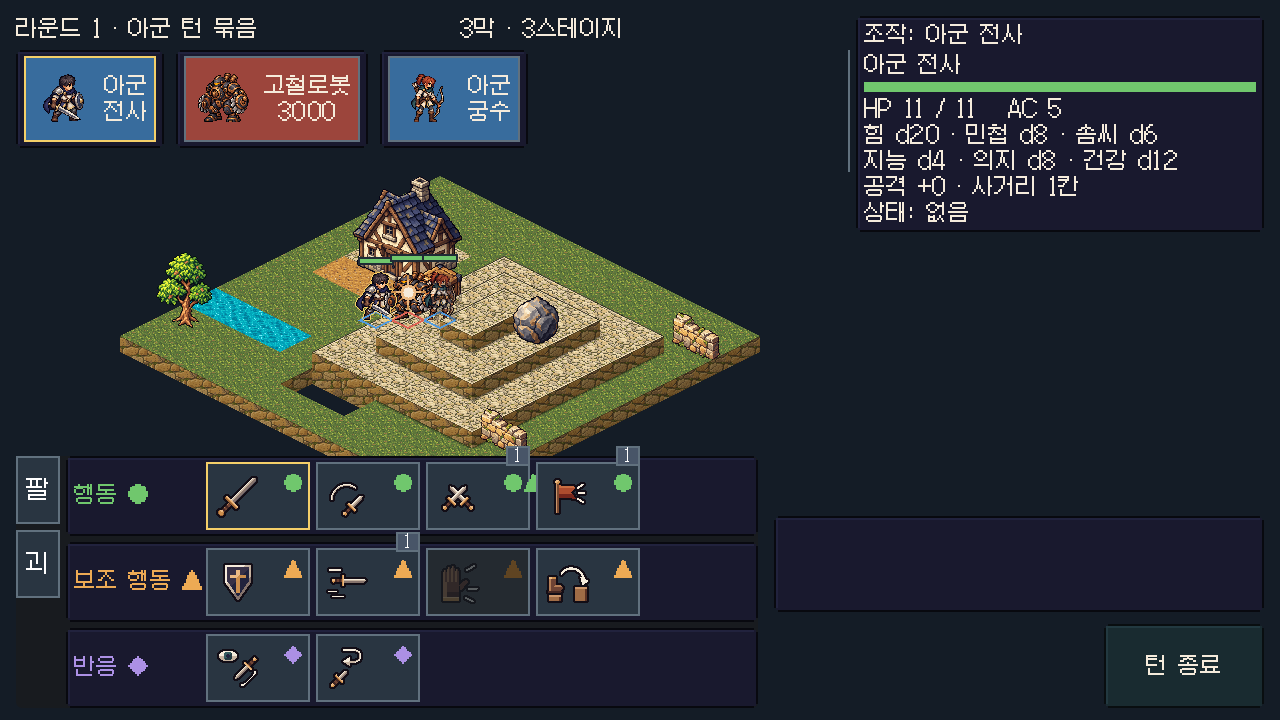 라운드 1 · 아군 턴 묶음
3막 · 3스테이지
아군
전사
고철로봇
3000
아군
궁수
조작: 아군 전사
아군 전사
HP 11 / 11 AC 5
힘 d20 · 민첩 d8 · 솜씨 d6
지능 d4 · 의지 d8 · 건강 d12
공격 +0 · 사거리 1칸
상태: 없음
팔
괴
행동
1
1
보조 행동
1
반응
턴 종료